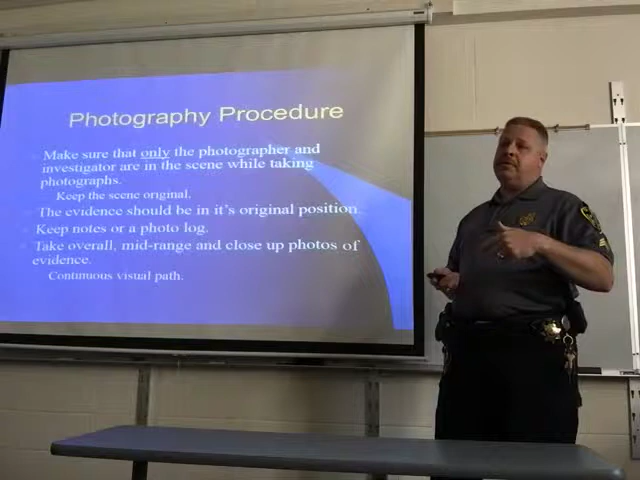 Photography Procedure
Make sure that only the photographer and
investigator are in the scene while taking
photographs.
Keep the scene original.
The evidence should be in it's original position.
Keep notes or a photo log.
Take overall, mid-range and close up photos of
evidence.
Continuous visual path.